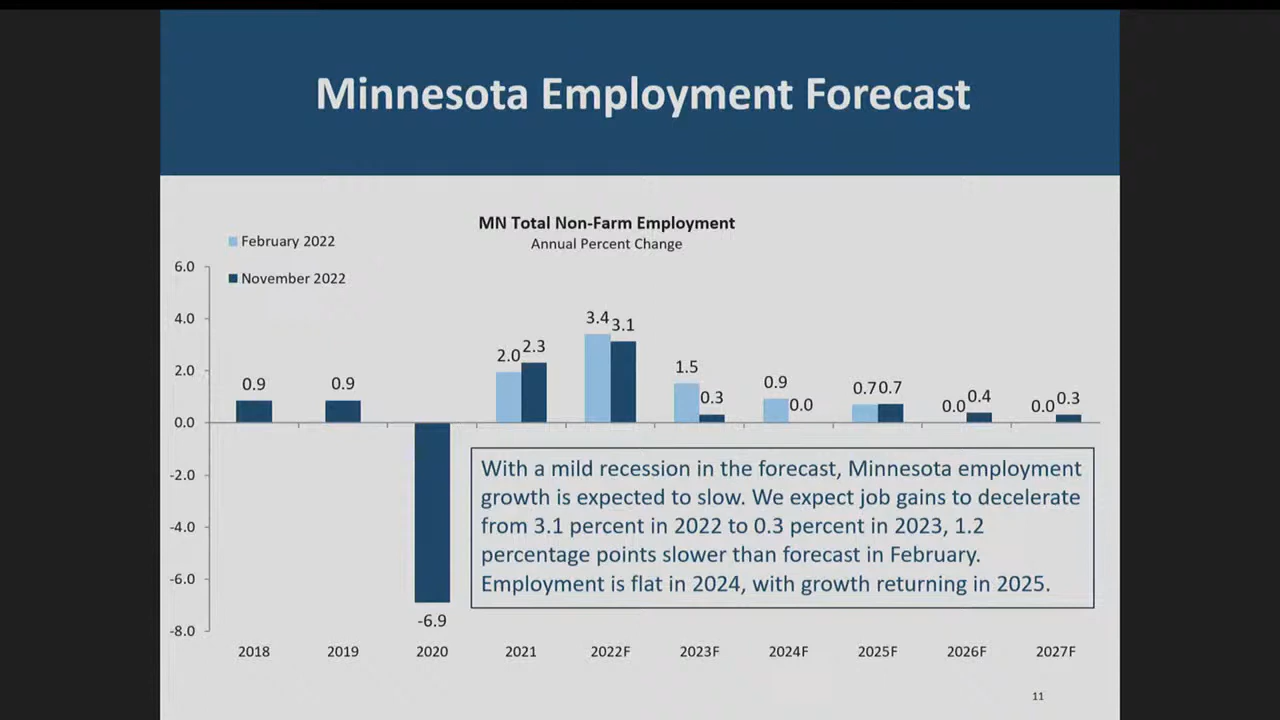 Minnesota Employment Forecast
MN Total Non-Farm Employment
Annual Percent Change
February 2022
November 2022
6.0
4.0
2.0
0.0
-2.0
-4.0
-6.0
-8.0
0.9
0.9
-6.9
2.0
2.3
3.4
3.1
1.5
0.3
0.9
0.0
0.7
0.7
0.0
0.4
0.0
0.3
With a mild recession in the forecast, Minnesota employment
growth is expected to slow. We expect job gains to decelerate
from 3.1 percent in 2022 to 0.3 percent in 2023, 1.2
percentage points slower than forecast in February.
Employment is flat in 2024, with growth returning in 2025.
2018 2019 2020 2021 2022F 2023F 2024F 2025F 2026F 2027F
11